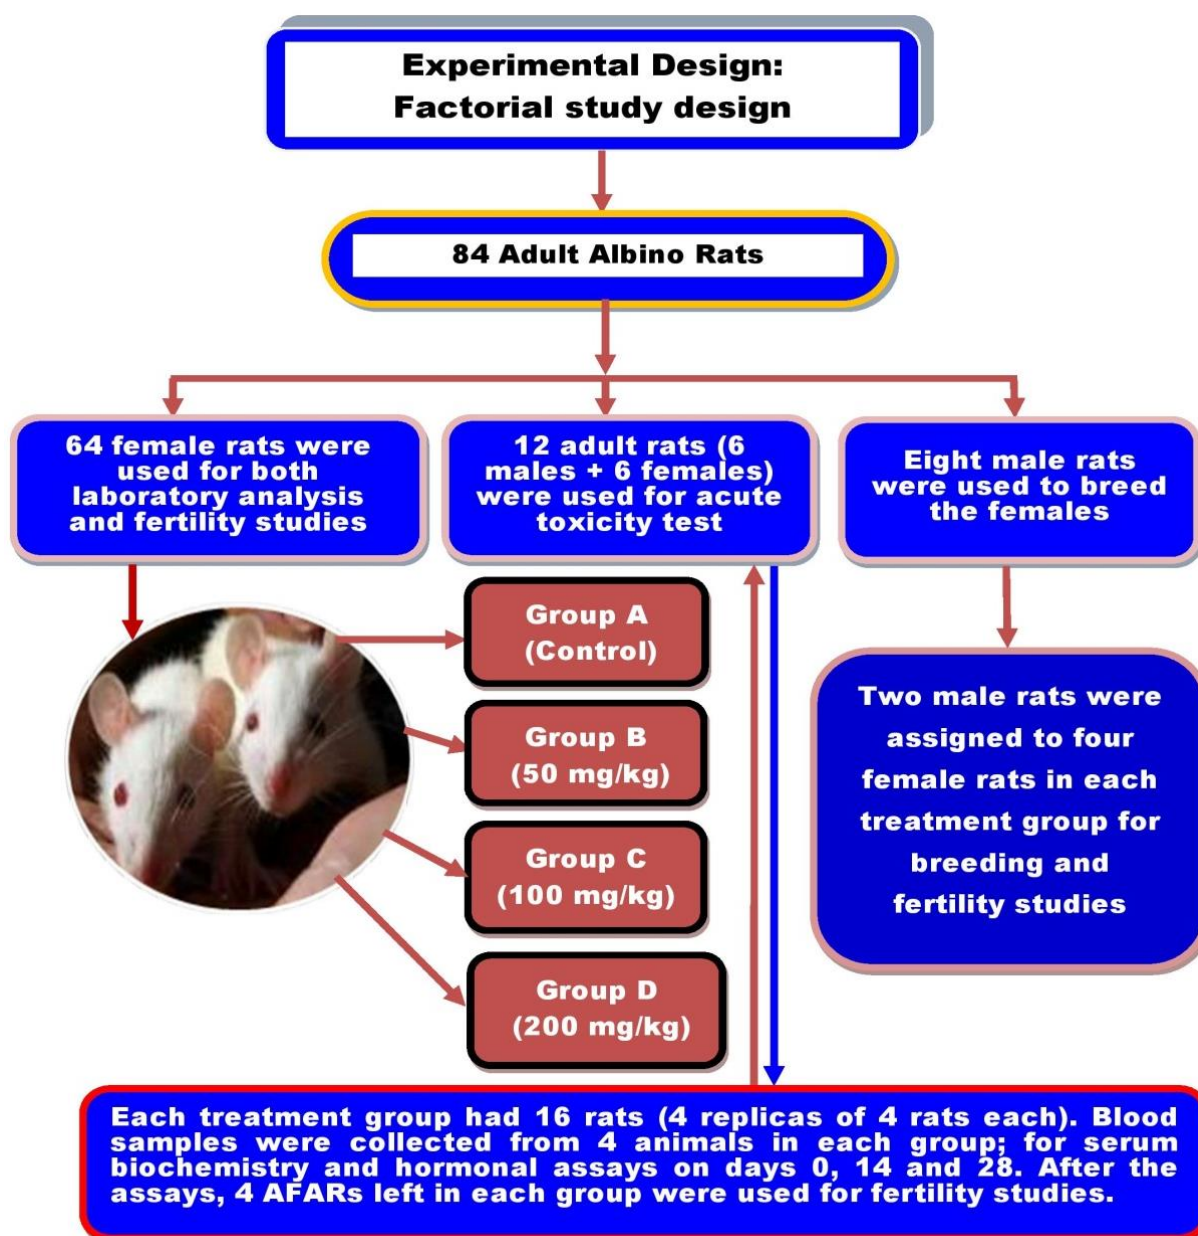 Experimental Design:
Factorial study design
84 Adult Albino Rats
64 female rats were
used for both
laboratory analysis
and fertility studies
12 adult rats (6
males + 6 females)
were used for acute
toxicity test
Eight male rats
were used to breed
the females
Group A
(Control)
Group B
(50 mg/kg)
Group C
(100 mg/kg)
Group D
(200 mg/kg)
Two male rats were
assigned to four
female rats in each
treatment group for
breeding and
fertility studies
Each treatment group had 16 rats (4 replicas of 4 rats each). Blood
samples were collected from 4 animals in each group; for serum
biochemistry and hormonal assays on days 0, 14 and 28. After the
assays, 4 AFARs left in each group were used for fertility studies.